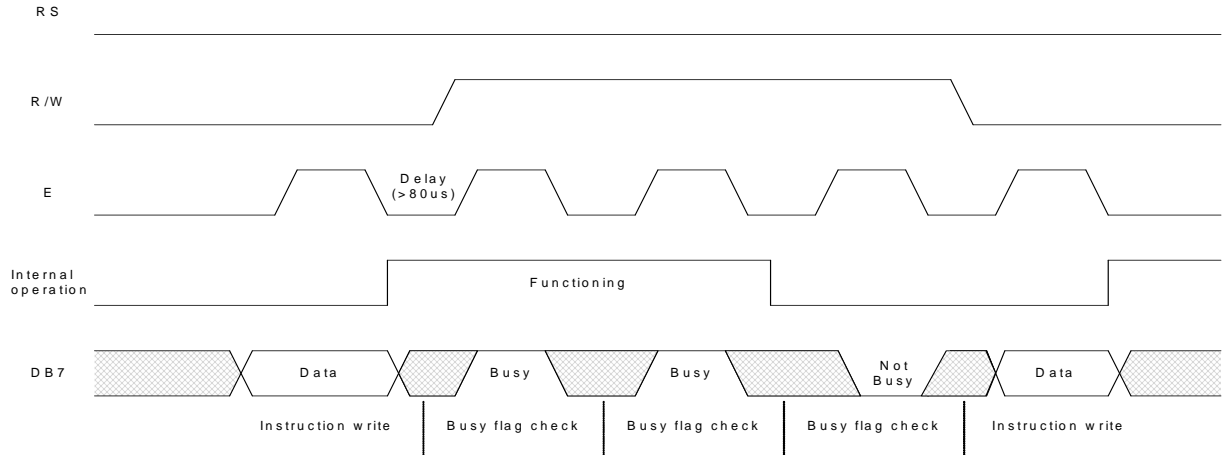 RS
R/W
E
Delay
(>80us)
Internal
operation
Functioning
DB7
Data
Busy
Busy
Not
Busy
Data
Instruction write
Busy flag check
Busy flag check
Busy flag check
Instruction write